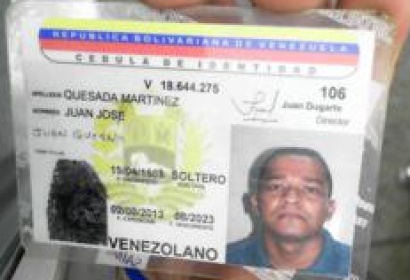 REPUBLICA BOLIVARIANA DE VENEZUELA
CEDULA DE IDENTIDAD
V 18.644.275 106
APELLIDOS QUESADA MARTINEZ Juan Dugarte
NOMBRES JUAN JOSE Director
SOLTERO
08/2023
VENEZOLANO